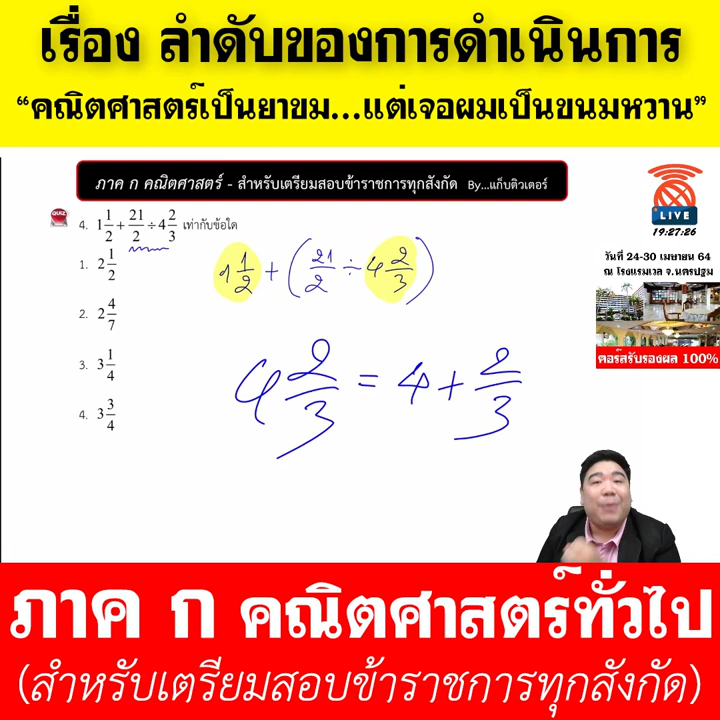 เรื่อง ลำดับของการดำเนินการ
“คณิตศาสตร์เป็นยาขม...แต่เจอผมเป็นขนมหวาน”
ภาค ก คณิตศาสตร์ - สำหรับเตรียมสอบข้าราชการทุกสังกัด By...แก็บติวเตอร์
LIVE
19:27:26
QUIZ
4. 1 1/2 + 21/2 ÷ 4 2/3 เท่ากับข้อใด
1. 2 1/2
2. 2 4/7
3. 3 1/4
4. 3 3/4
1 1/2 + (21/2 ÷ 4 2/3)
4 2/3 = 4 + 2/3
วันที่ 24-30 เมษายน 64
ณ โรงแรมเวล จ.นครปฐม
คอร์สรับรองผล 100%
ภาค ก คณิตศาสตร์ทั่วไป
(สำหรับเตรียมสอบข้าราชการทุกสังกัด)